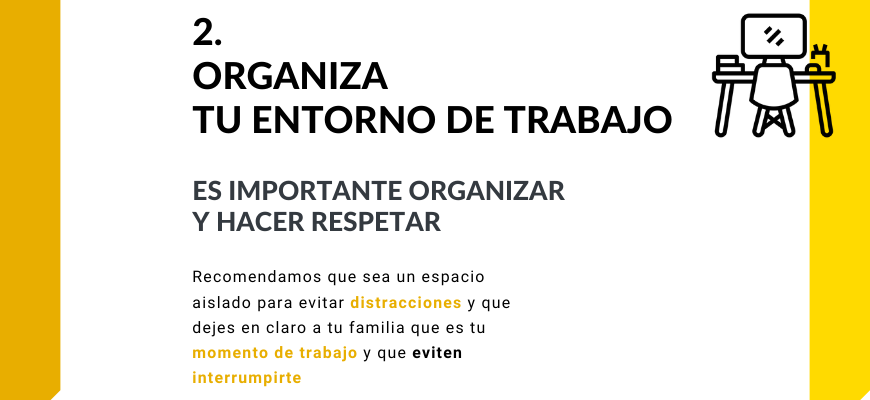 2.
ORGANIZA
TU ENTORNO DE TRABAJO
ES IMPORTANTE ORGANIZAR
Y HACER RESPETAR
Recomendamos que sea un espacio
aislado para evitar distracciones y que
dejes en claro a tu familia que es tu
momento de trabajo y que eviten
interrumpirte